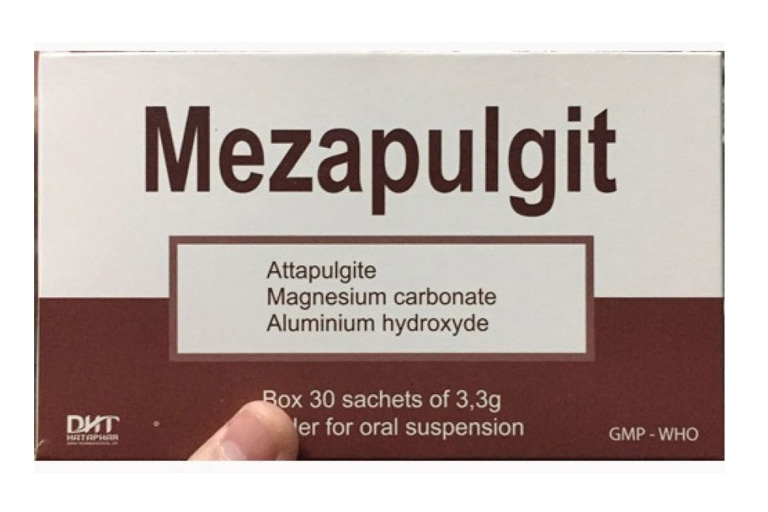 Mezapulgit
Attapulgite
Magnesium carbonate
Aluminium hydroxyde
Box 30 sachets of 3,3g
for oral suspension
DHT
HATAPHAR
GMP - WHO